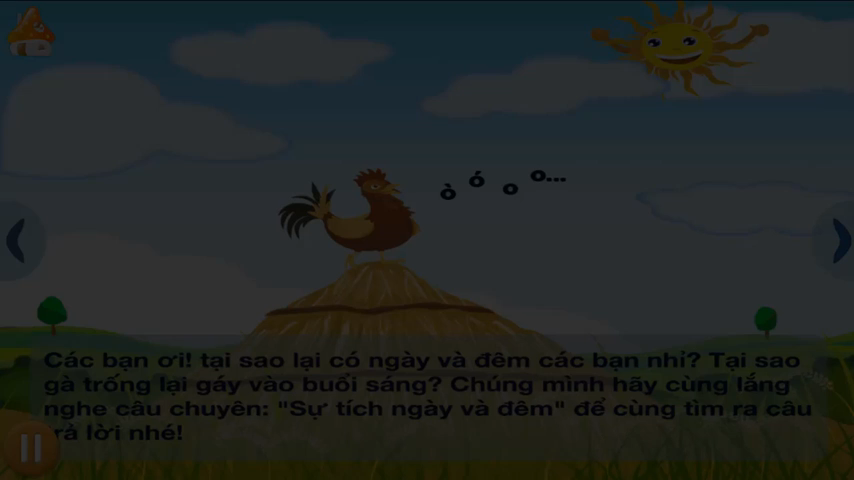 ò ó o o...
Các bạn ơi! tại sao lại có ngày và đêm các bạn nhỉ? Tại sao
gà trống lại gáy vào buổi sáng? Chúng mình hãy cùng lắng
nghe câu chuyện: "Sự tích ngày và đêm" để cùng tìm ra câu
trả lời nhé!